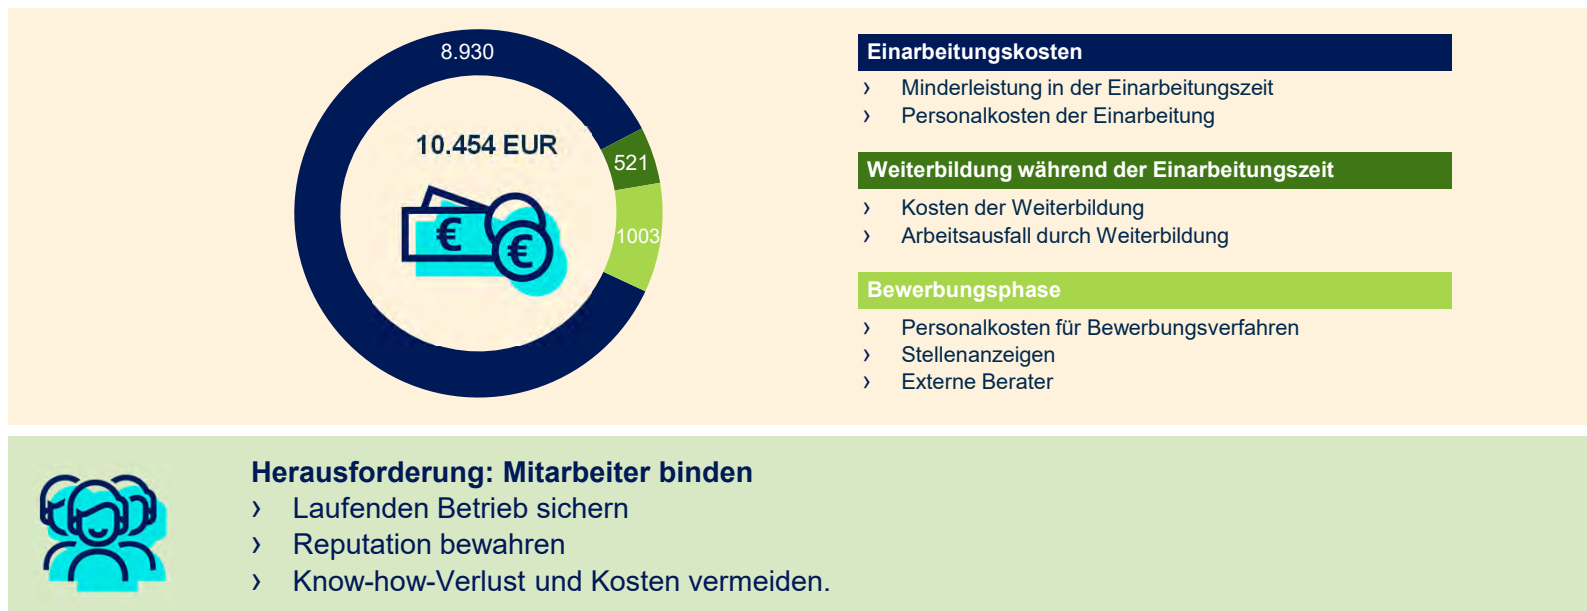 8.930
10.454 EUR
521
1003
€
€
Einarbeitungskosten
› Minderleistung in der Einarbeitungszeit
› Personalkosten der Einarbeitung
Weiterbildung während der Einarbeitungszeit
› Kosten der Weiterbildung
› Arbeitsausfall durch Weiterbildung
Bewerbungsphase
› Personalkosten für Bewerbungsverfahren
› Stellenanzeigen
› Externe Berater
Herausforderung: Mitarbeiter binden
› Laufenden Betrieb sichern
› Reputation bewahren
› Know-how-Verlust und Kosten vermeiden.